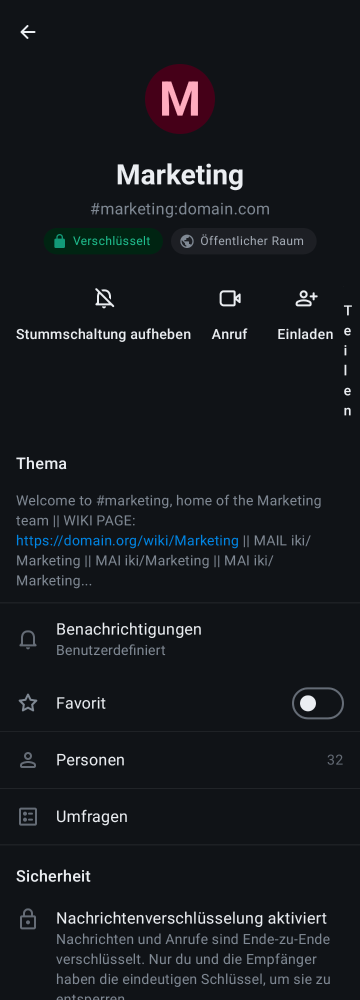 M
Marketing
#marketing:domain.com
Verschlüsselt
Öffentlicher Raum
Stummschaltung aufheben
Anruf
Einladen
Teilen
Thema
Welcome to #marketing, home of the Marketing
team || WIKI PAGE:
https://domain.org/wiki/Marketing || MAIL iki/
Marketing || MAI iki/Marketing || MAI iki/
Marketing...
Benachrichtigungen
Benutzerdefiniert
Favorit
Personen
32
Umfragen
Sicherheit
Nachrichtenverschlüsselung aktiviert
Nachrichten und Anrufe sind Ende-zu-Ende
verschlüsselt. Nur du und die Empfänger
haben die eindeutigen Schlüssel, um sie zu
entsperren.